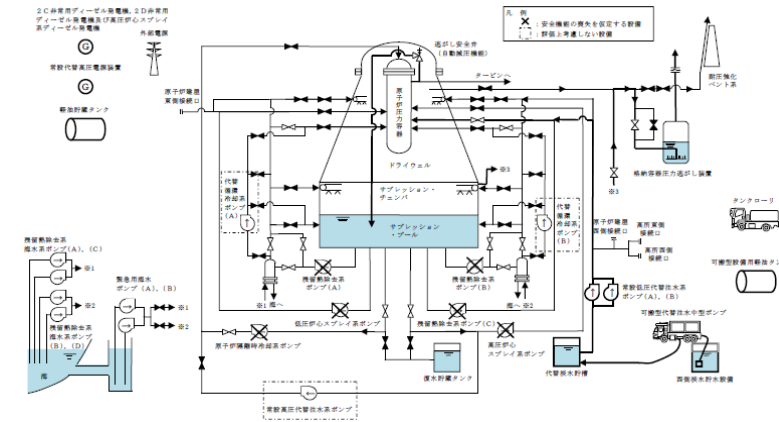 2C非常用ディーゼル発電機,2D非常用
ディーゼル発電機及び高圧炉心スプレイ
系ディーゼル発電機
外部電源
G
常設代替高圧電源装置
G
軽油貯蔵タンク
凡 例
:安全機能の喪失を仮定する設備
:評価上考慮しない設備
逃がし安全弁
(自動減圧機能)
タービンへ
原子炉建屋
東側接続口
原子炉圧力容器
ドライウェル
耐圧強化
ベント系
格納容器圧力逃がし装置
※3
※3
代替
循環
冷却系
ポンプ
(A)
サプレッション・
チェンバ
サプレッション
・プール
代替
循環
冷却系
ポンプ
(B)
原子炉建屋
西側接続口
高所東側
接続口
高所西側
接続口
タンクローリ
可搬型設備用軽油タン
残留熱除去系
海水系ポンプ(A),(C)
※1
※2
残留熱除去系
海水系ポンプ
(B),(D)
緊急用海水
ポンプ(A),(B)
※1
※2
海
※1 海へ
残留熱除去系
ポンプ(A)
残留熱除去系
ポンプ(B)
海へ ※2
常設低圧代替注水系
ポンプ(A),(B)
低圧炉心スプレイ系ポンプ
残留熱除去系ポンプ(C)
高圧炉心
スプレイ系ポンプ
原子炉隔離時冷却系ポンプ
復水貯蔵タンク
可搬型代替注水中型ポンプ
代替淡水貯槽
西側淡水貯水設備
常設高圧代替注水系ポンプ